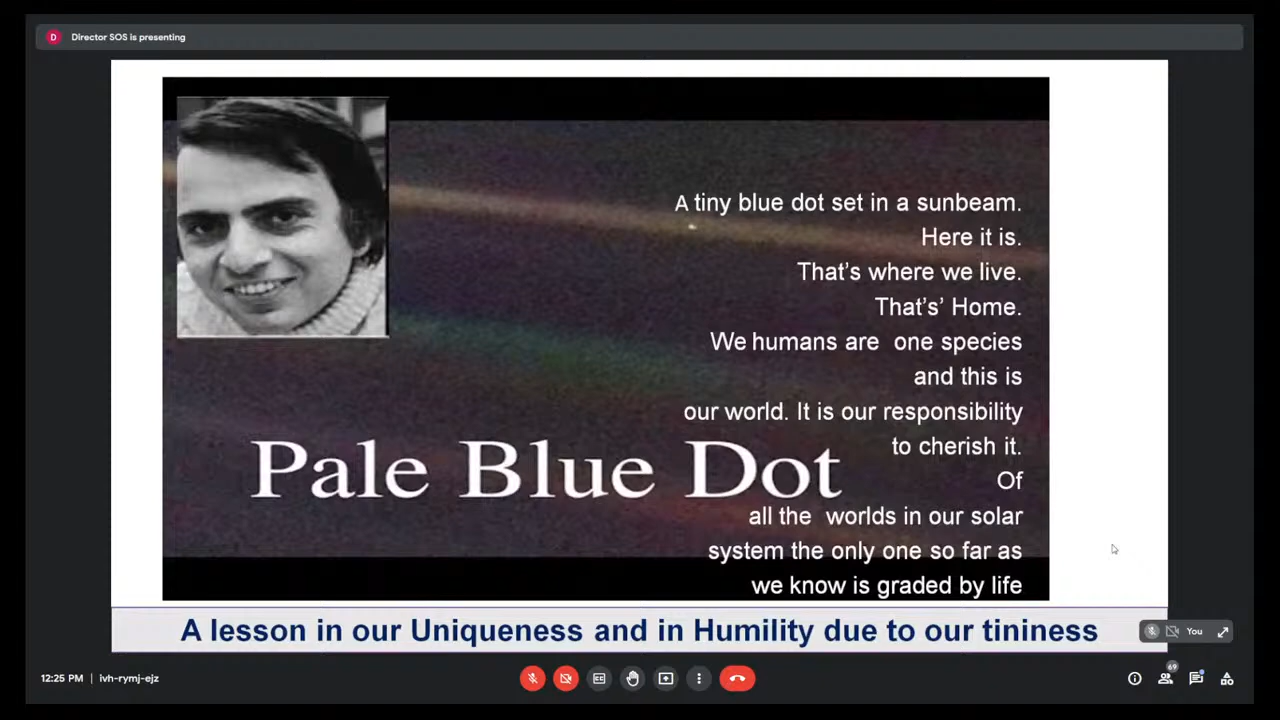 D Director SOS is presenting
A tiny blue dot set in a sunbeam.
Here it is.
That's where we live.
That's’ Home.
We humans are one species
and this is
our world. It is our responsibility
to cherish it.
Of
all the worlds in our solar
system the only one so far as
we know is graded by life
Pale Blue Dot
A lesson in our Uniqueness and in Humility due to our tininess
You
12:25 PM | ivh-rymj-ejz
69